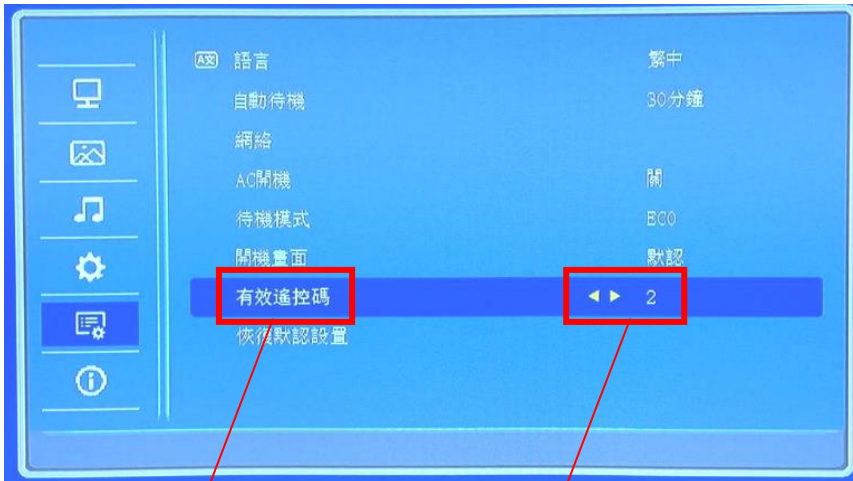 A文 語言 繁中
自動待機 30分鐘
網絡
AC開機 關
待機模式 ECO
開機畫面 默認
有效遙控碼 ◀ ▶ 2
恢復默認設置